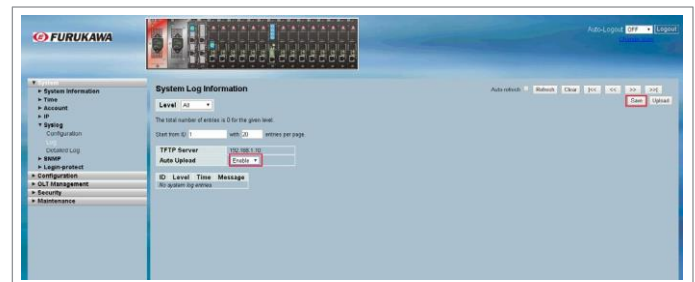 FURUKAWA
Auto-Logout OFF Logout
System
System Information
Time
Account
IP
Syslog
Configuration
Log
Detailed Log
SNMP
Login-protect
Configuration
OLT Management
Security
Maintenance
System Log Information
Auto refresh Refresh Clear |<< << >> >>|
Save Upload
Level All
The total number of entries is 0 for the given level.
Start from ID 1 with 20 entries per page.
TFTP Server 192.168.1.10
Auto Upload Enable
ID Level Time Message
No system log entries